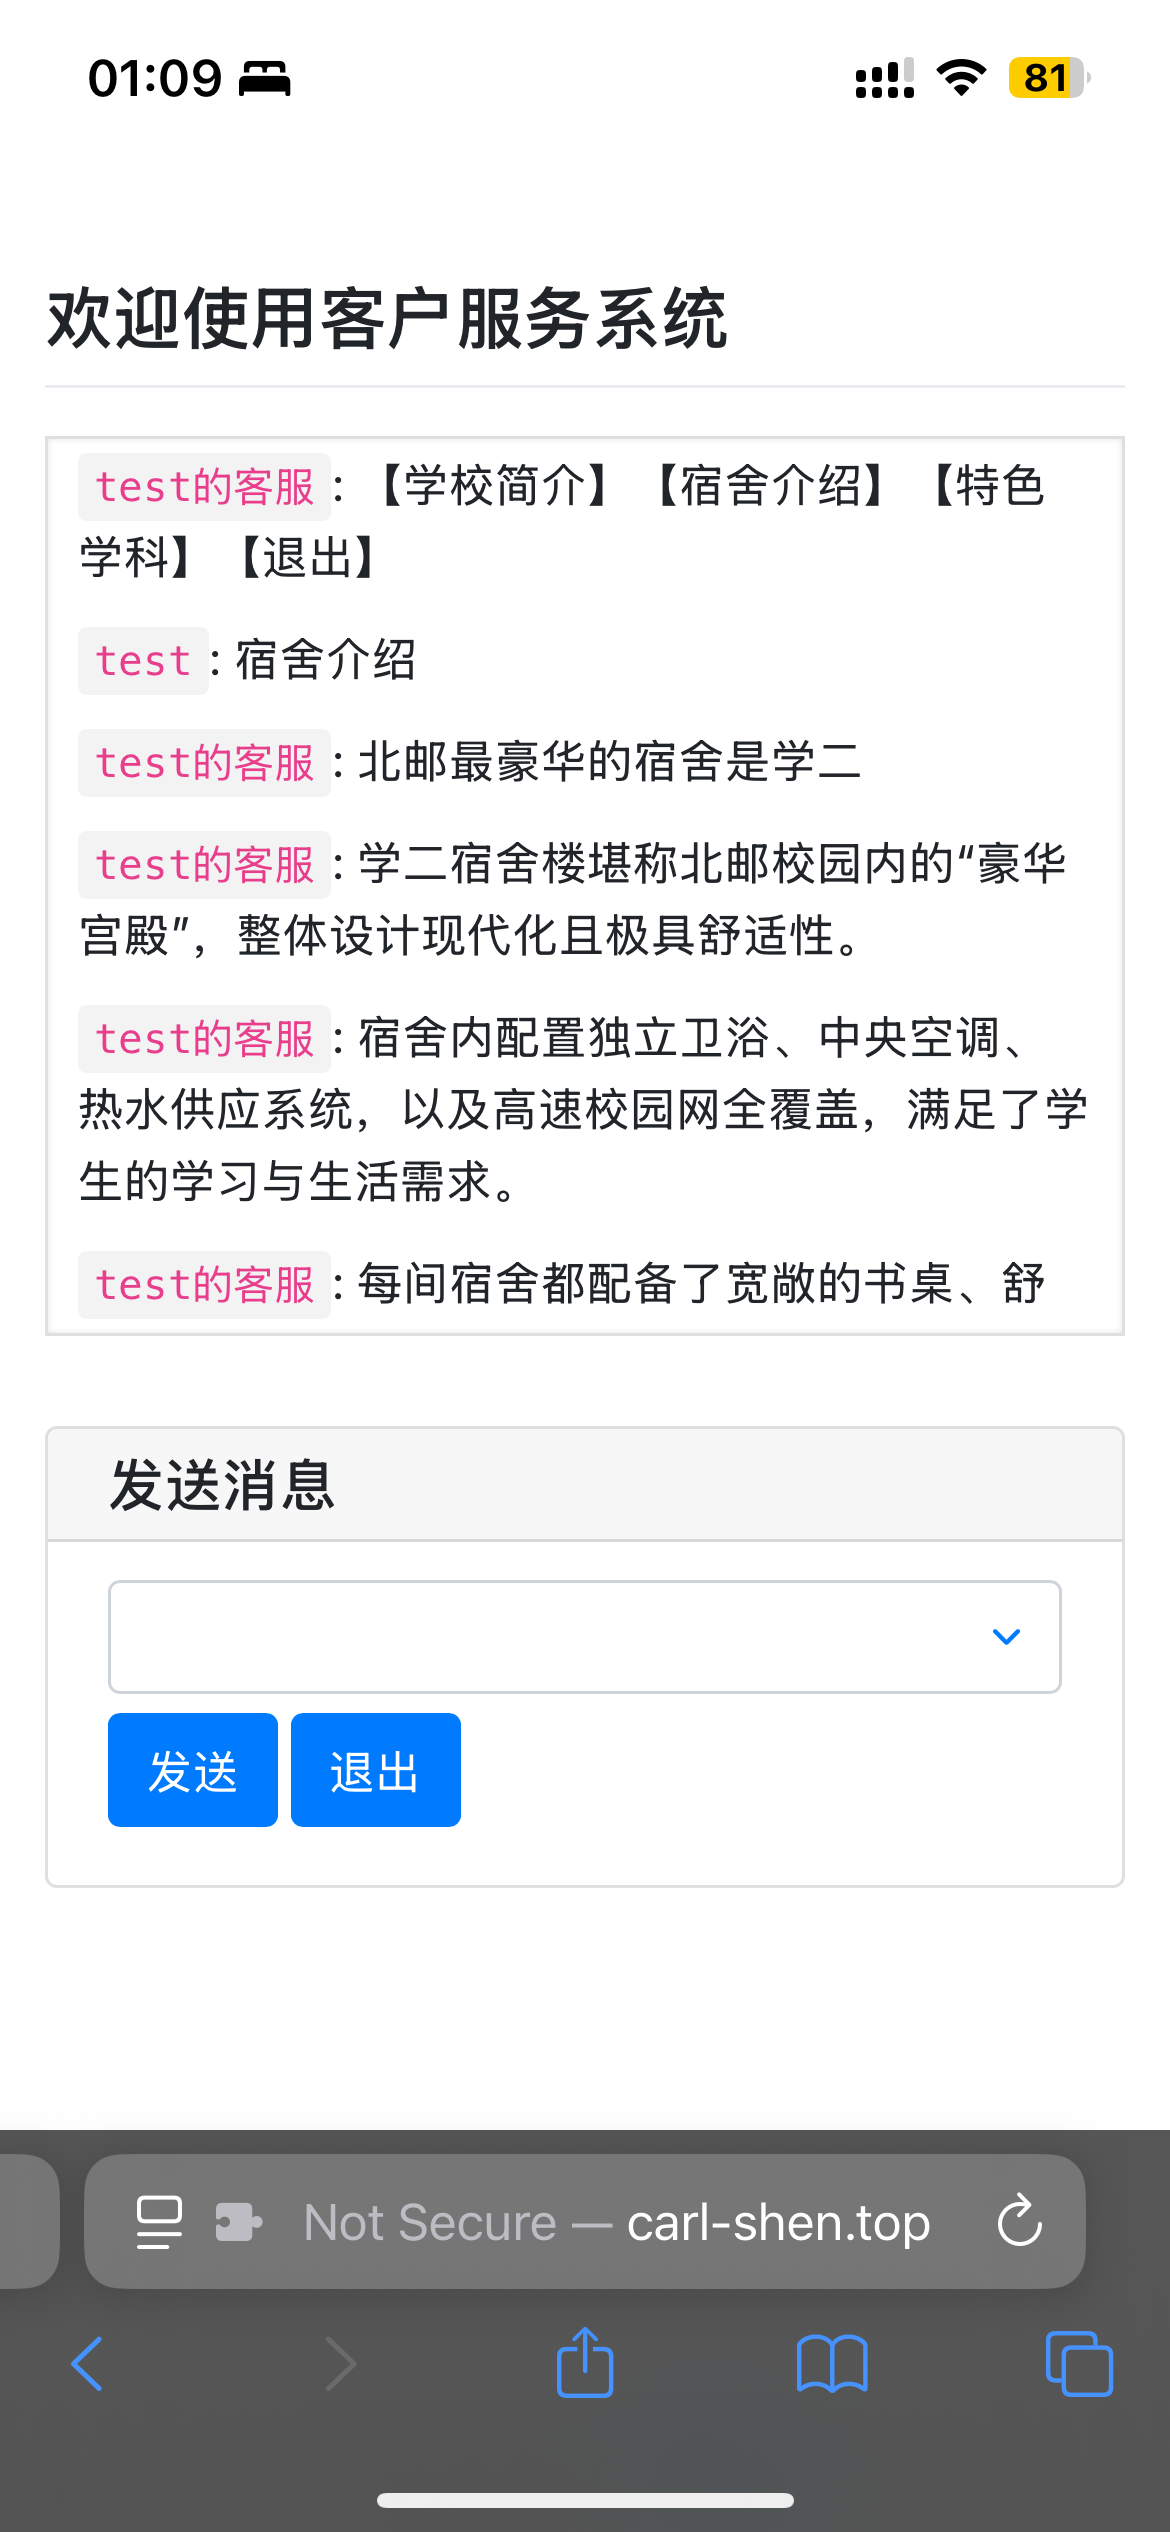 01:09
81
欢迎使用客户服务系统
test的客服: 【学校简介】 【宿舍介绍】 【特色
学科】 【退出】
test: 宿舍介绍
test的客服: 北邮最豪华的宿舍是学二
test的客服: 学二宿舍楼堪称北邮校园内的“豪华
宫殿”，整体设计现代化且极具舒适性。
test的客服: 宿舍内配置独立卫浴、中央空调、
热水供应系统，以及高速校园网全覆盖，满足了学
生的学习与生活需求。
test的客服: 每间宿舍都配备了宽敞的书桌、舒
发送消息
发送 退出
Not Secure — carl-shen.top